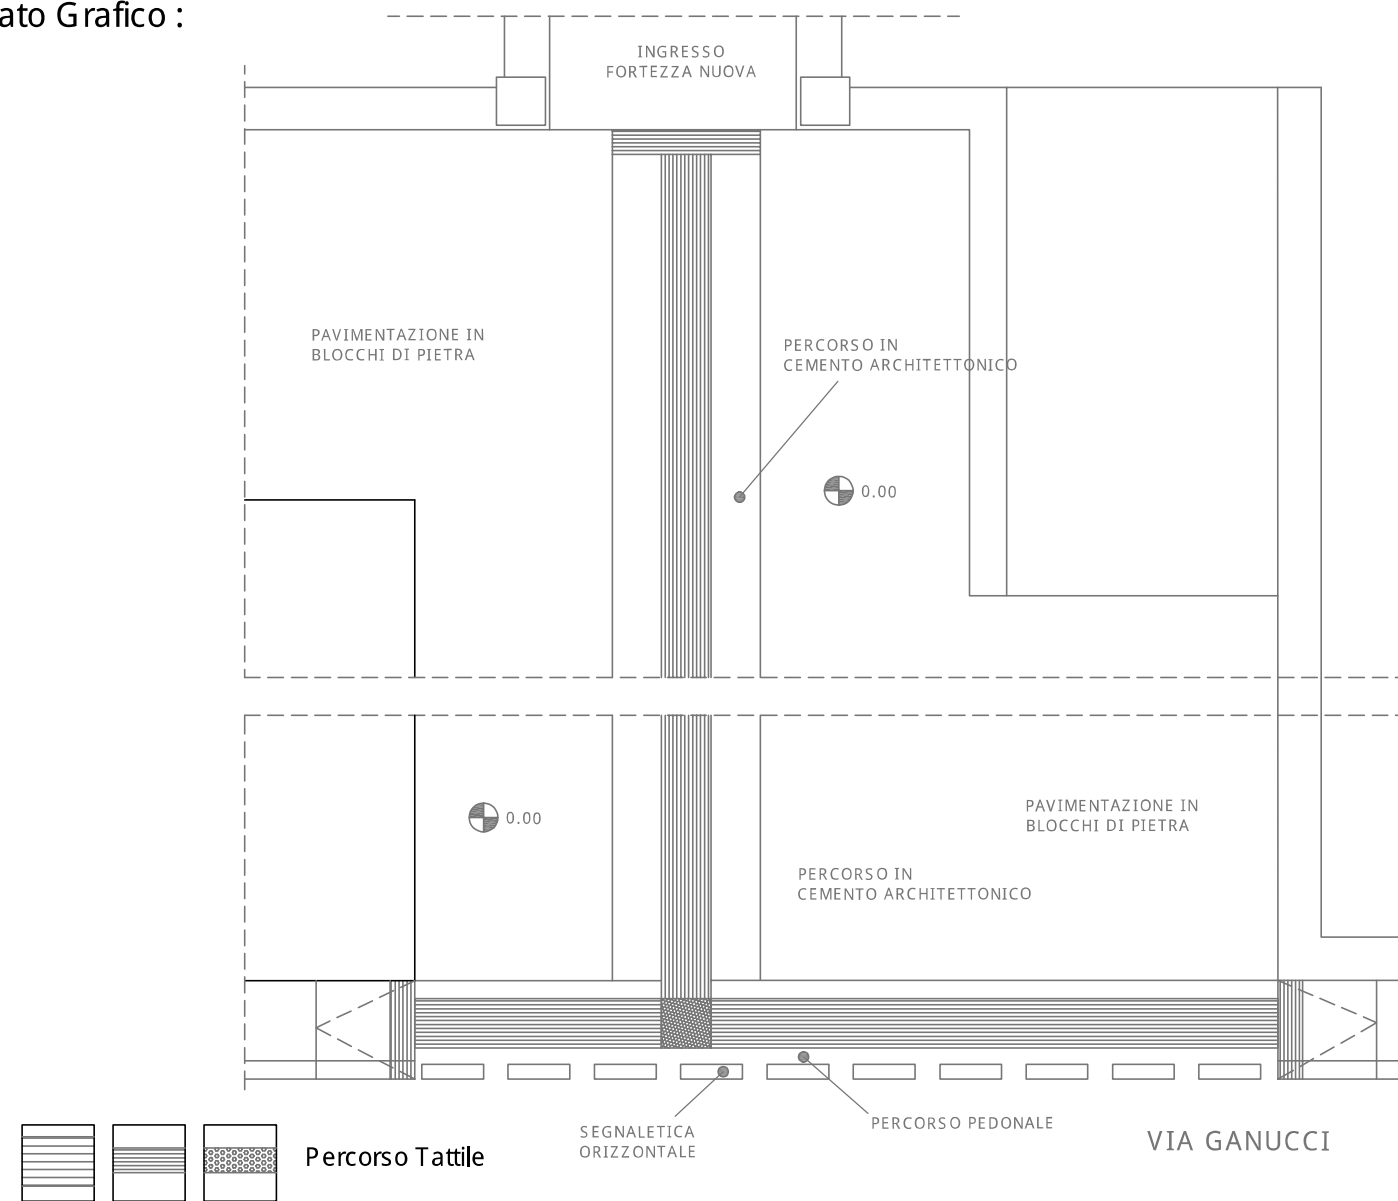 ato Grafico :
INGRESSO
FORTEZZA NUOVA
PAVIMENTAZIONE IN
BLOCCHI DI PIETRA
PERCORSO IN
CEMENTO ARCHITETTONICO
0.00
0.00
PAVIMENTAZIONE IN
BLOCCHI DI PIETRA
PERCORSO IN
CEMENTO ARCHITETTONICO
SEGNALETICA
ORIZZONTALE
PERCORSO PEDONALE
VIA GANUCCI
Percorso Tattile